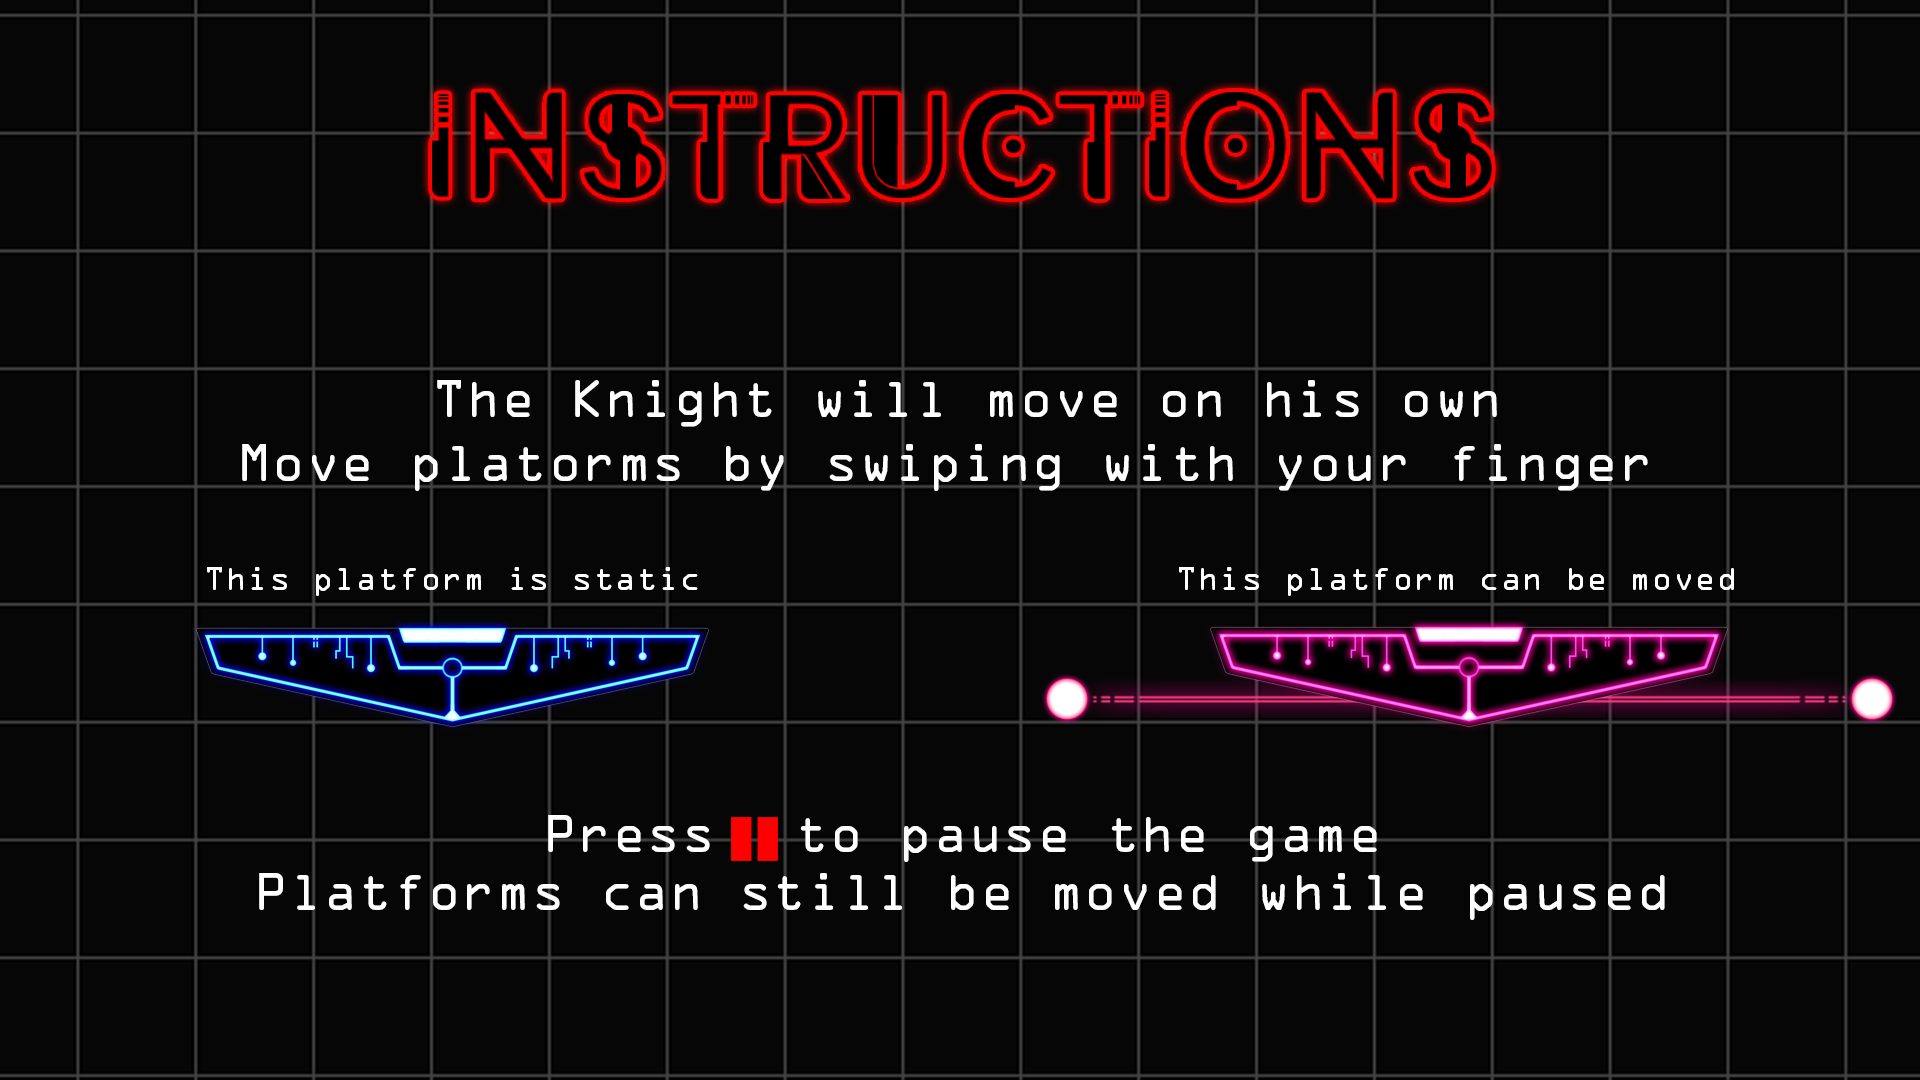 INSTRUCTIONS
The Knight will move on his own
Move platorms by swiping with your finger
This platform is static
This platform can be moved
Press to pause the game
Platforms can still be moved while paused